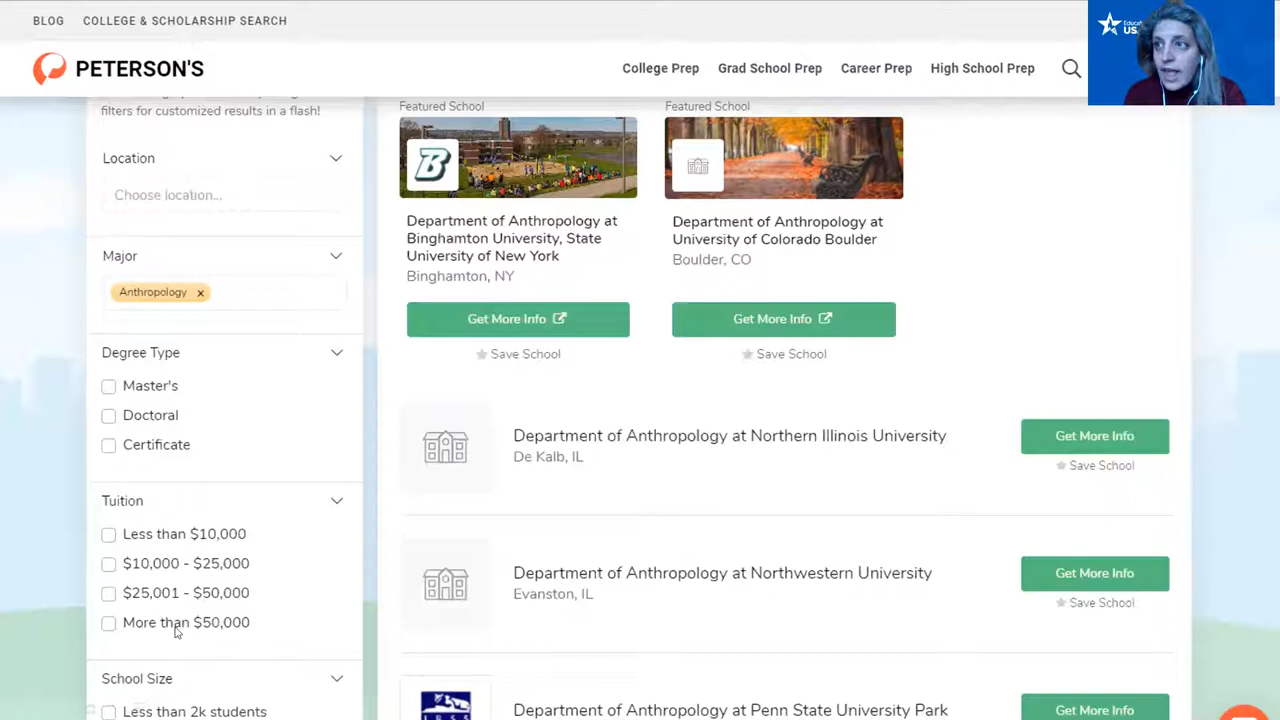 BLOG COLLEGE & SCHOLARSHIP SEARCH
PETERSON'S
College Prep Grad School Prep Career Prep High School Prep
filters for customized results in a flash!
Location
Choose location...
Major
Anthropology x
Degree Type
Master's
Doctoral
Certificate
Tuition
Less than $10,000
$10,000 - $25,000
$25,001 - $50,000
More than $50,000
School Size
Less than 2k students
Featured School
B
Department of Anthropology at
Binghamton University, State
University of New York
Binghamton, NY
Get More Info
Save School
Featured School
Department of Anthropology at
University of Colorado Boulder
Boulder, CO
Get More Info
Save School
Department of Anthropology at Northern Illinois University
De Kalb, IL
Get More Info
Save School
Department of Anthropology at Northwestern University
Evanston, IL
Get More Info
Save School
Department of Anthropology at Penn State University Park
Get More Info